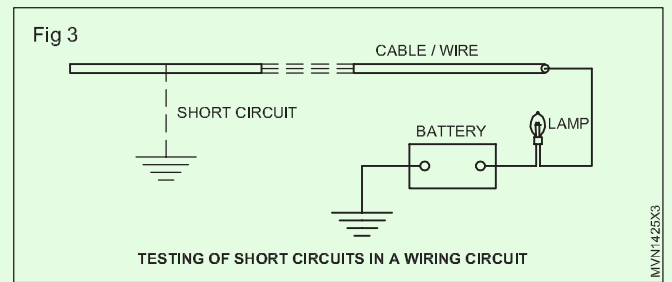 Fig 3
CABLE / WIRE
SHORT CIRCUIT
BATTERY
LAMP
TESTING OF SHORT CIRCUITS IN A WIRING CIRCUIT
MVN1425X3